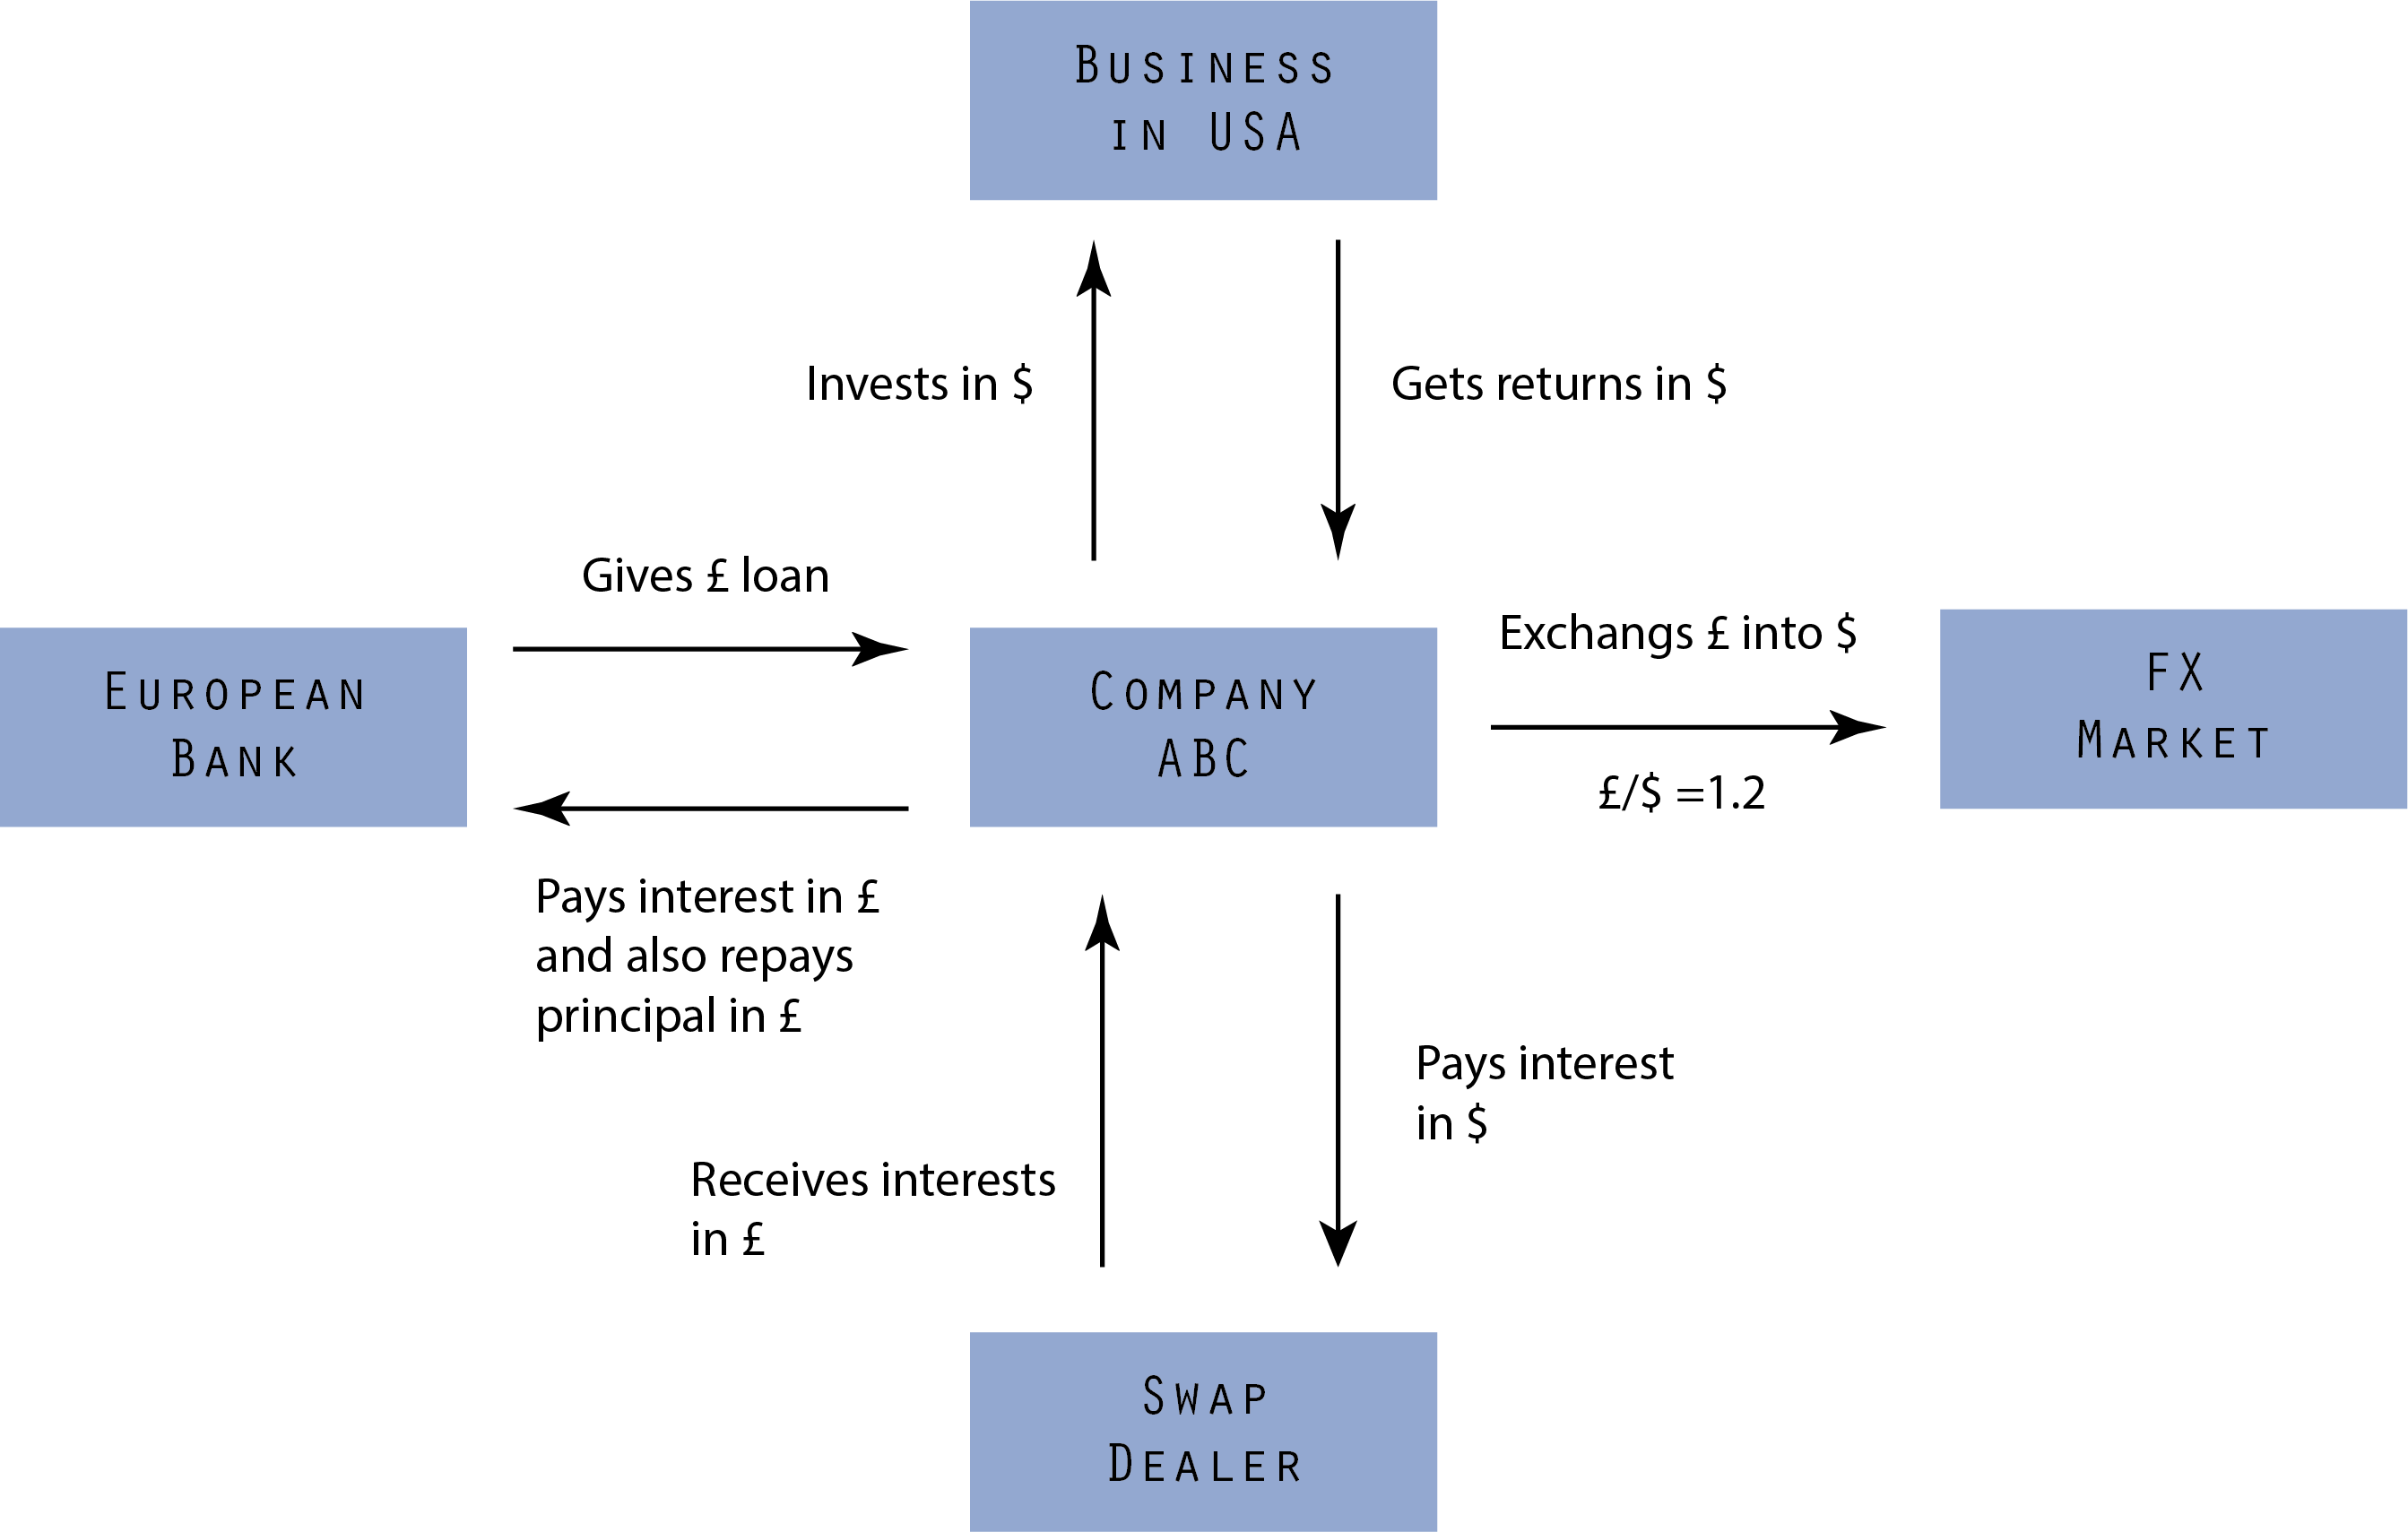 BUSINESS
IN USA
Invests in $
Gets returns in $
Gives £ loan
Exchangs £ into $
EUROPEAN
BANK
COMPANY
ABC
FX
MARKET
£/$ =1.2
Pays interest in £
and also repays
principal in £
Pays interest
in $
Receives interests
in £
SWAP
DEALER